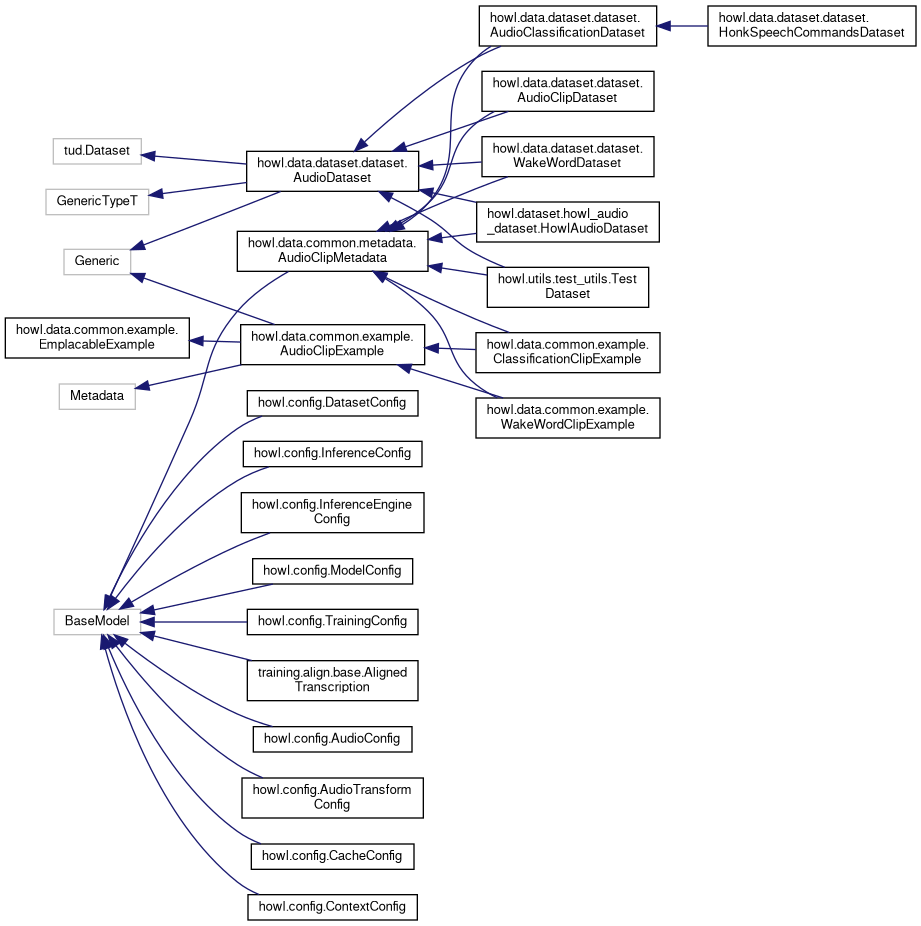 howl.data.dataset.dataset.
AudioClassificationDataset
howl.data.dataset.dataset.
HonkSpeechCommandsDataset
howl.data.dataset.dataset.
AudioClipDataset
tud.Dataset
howl.data.dataset.dataset.
AudioDataset
howl.data.dataset.dataset.
WakeWordDataset
GenericTypeT
howl.dataset.howl_audio
_dataset.HowlAudioDataset
Generic
howl.data.common.metadata.
AudioClipMetadata
howl.utils.test_utils.Test
Dataset
howl.data.common.example.
EmplacableExample
howl.data.common.example.
AudioClipExample
howl.data.common.example.
ClassificationClipExample
Metadata
howl.config.DatasetConfig
howl.data.common.example.
WakeWordClipExample
howl.config.InferenceConfig
howl.config.InferenceEngine
Config
howl.config.ModelConfig
BaseModel
howl.config.TrainingConfig
training.align.base.Aligned
Transcription
howl.config.AudioConfig
howl.config.AudioTransform
Config
howl.config.CacheConfig
howl.config.ContextConfig